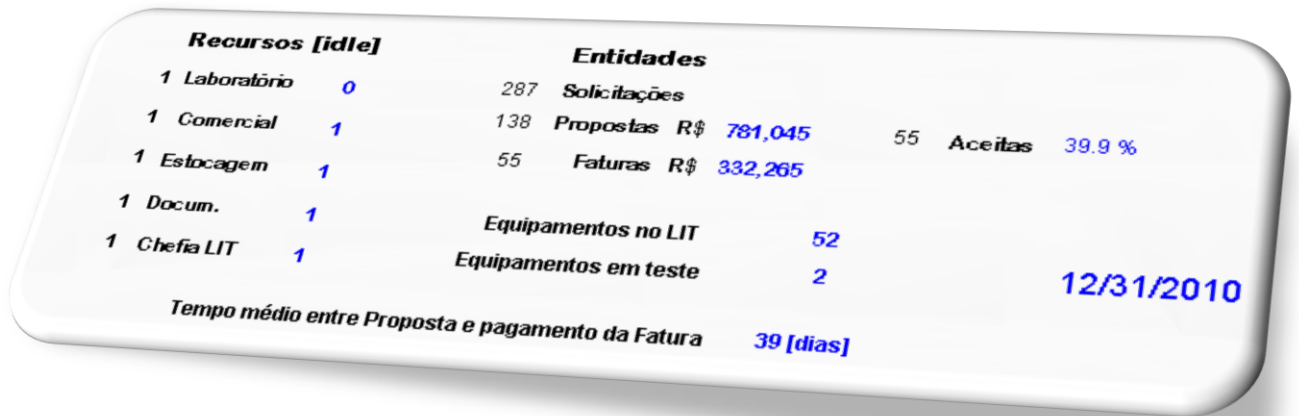 Recursos [idle]
1 Laboratório 0
1 Comercial 1
1 Estocagem 1
1 Docum. 1
1 Chefia LIT 1
Entidades
287 Solicitações
138 Propostas R$ 781,045 55 Aceitas 39.9 %
55 Faturas R$ 332,265
Equipamentos no LIT 52
Equipamentos em teste 2
12/31/2010
Tempo médio entre Proposta e pagamento da Fatura 39 [dias]